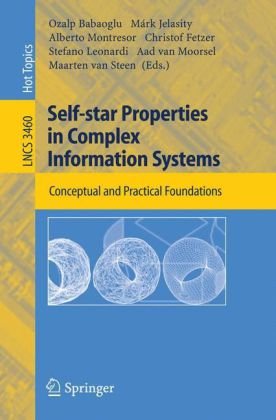 Ozalp Babaoglu Márk Jelasity
Alberto Montresor Christof Fetzer
Stefano Leonardi Aad van Moorsel
Maarten van Steen (Eds.)
LNCS 3460
Hot Topics
Self-star Properties
in Complex
Information Systems
Conceptual and Practical Foundations
Springer